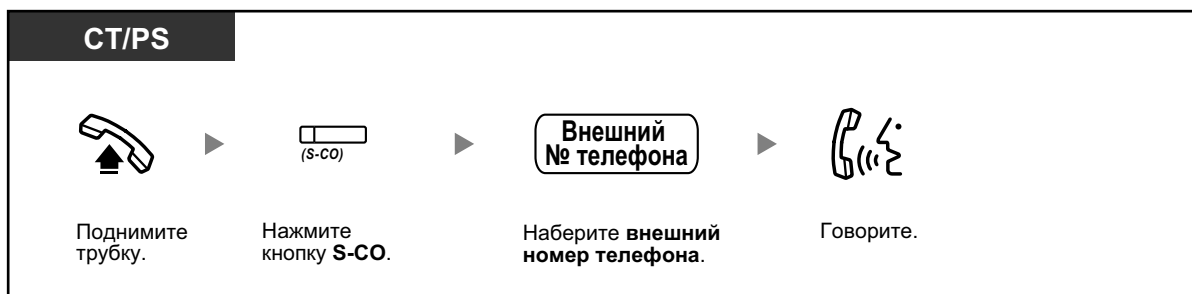 CT/PS
(S-CO)
Внешний
№ телефона
Поднимите
трубку.
Нажмите
кнопку S-CO.
Наберите внешний
номер телефона.
Говорите.